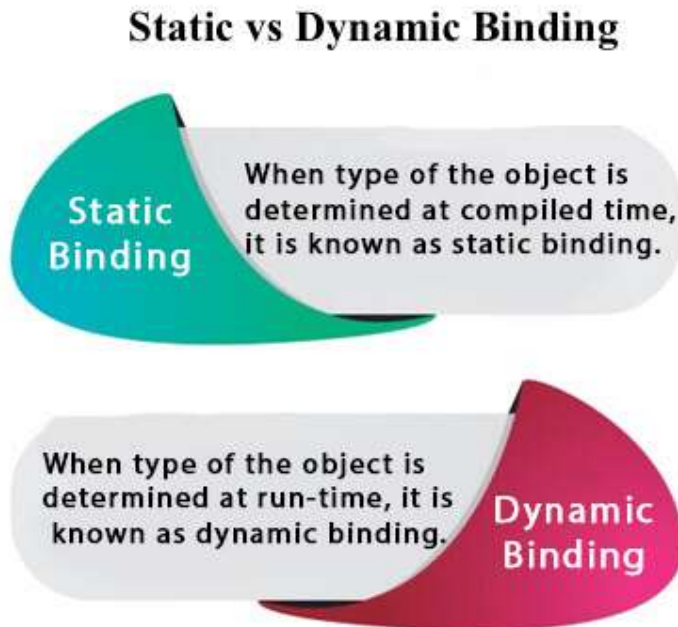 Static vs Dynamic Binding
Static
Binding
When type of the object is
determined at compiled time,
it is known as static binding.
When type of the object is
determined at run-time, it is
known as dynamic binding.
Dynamic
Binding